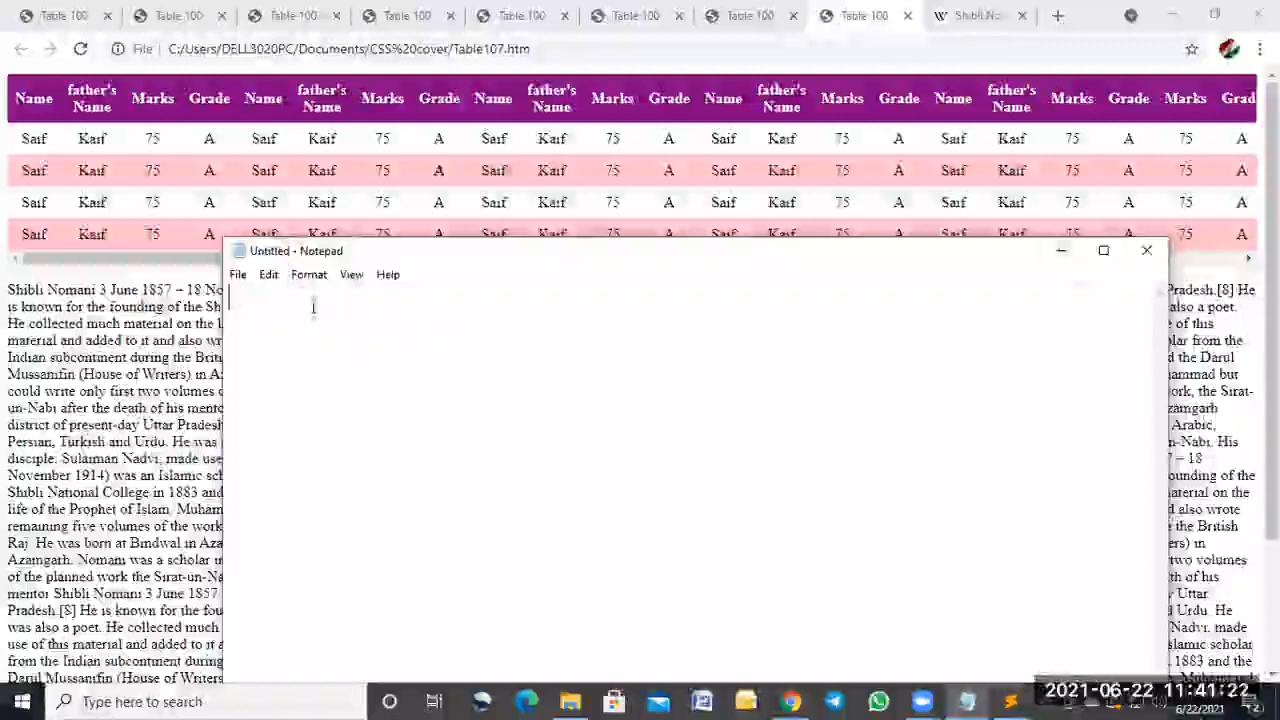 Table 100 Table 100 Table 100 Table 100 Table 100 Table 100 Table 100 Table 100 Shibli No
File C:/Users/DELL3020PC/Documents/CSS%20cover/Table107.htm
Name father's Name Marks Grade Name father's Name Marks Grade Name father's Name Marks Grade Name father's Name Marks Grade Name father's Name Marks Grade Marks Grad
Saif Kaif 75 A Saif Kaif 75 A Saif Kaif 75 A Saif Kaif 75 A Saif Kaif 75 A 75 A
Saif Kaif 75 A Saif Kaif 75 A Saif Kaif 75 A Saif Kaif 75 A Saif Kaif 75 A 75 A
Saif Kaif 75 A Saif Kaif 75 A Saif Kaif 75 A Saif Kaif 75 A Saif Kaif 75 A 75 A
Saif Kaif 75 A Saif Kaif 75 A Saif Kaif 75 A Saif Kaif 75 A Saif Kaif 75 A 75 A
Untitled - Notepad
File Edit Format View Help
Shibli Nomani 3 June 1857 – 18 No Pradesh.[8] He
is known for the founding of the Sh also a poet.
He collected much material on the l e of this
material and added to it and also wr lar from the
Indian subcontinent during the Briti d the Darul
Mussanifin (House of Writers) in A ammad but
could write only first two volumes o ork, the Sirat-
un-Nabi after the death of his mento zamgarh
district of present-day Uttar Pradesh Arabic,
Persian, Turkish and Urdu. He was n-Nabi. His
disciple, Sulaiman Nadvi, made use 7 – 18
November 1914) was an Islamic sch ounding of the
Shibli National College in 1883 and aterial on the
life of the Prophet of Islam, Muham d also wrote
remaining five volumes of the work e the British
Raj. He was born at Bindwal in Aza ers) in
Azamgarh. Nomani was a scholar in two volumes
of the planned work the Sirat-un-Na th of his
mentor Shibli Nomani 3 June 1857 y Uttar
Pradesh.[8] He is known for the fou d Urdu. He
was also a poet. He collected much Nadvi, made
use of this material and added to it a slamic scholar
from the Indian subcontinent during 1883 and the
Darul Mussanifin (House of Writers
Type here to search
2021-06-22 11:41:22
6/22/2021